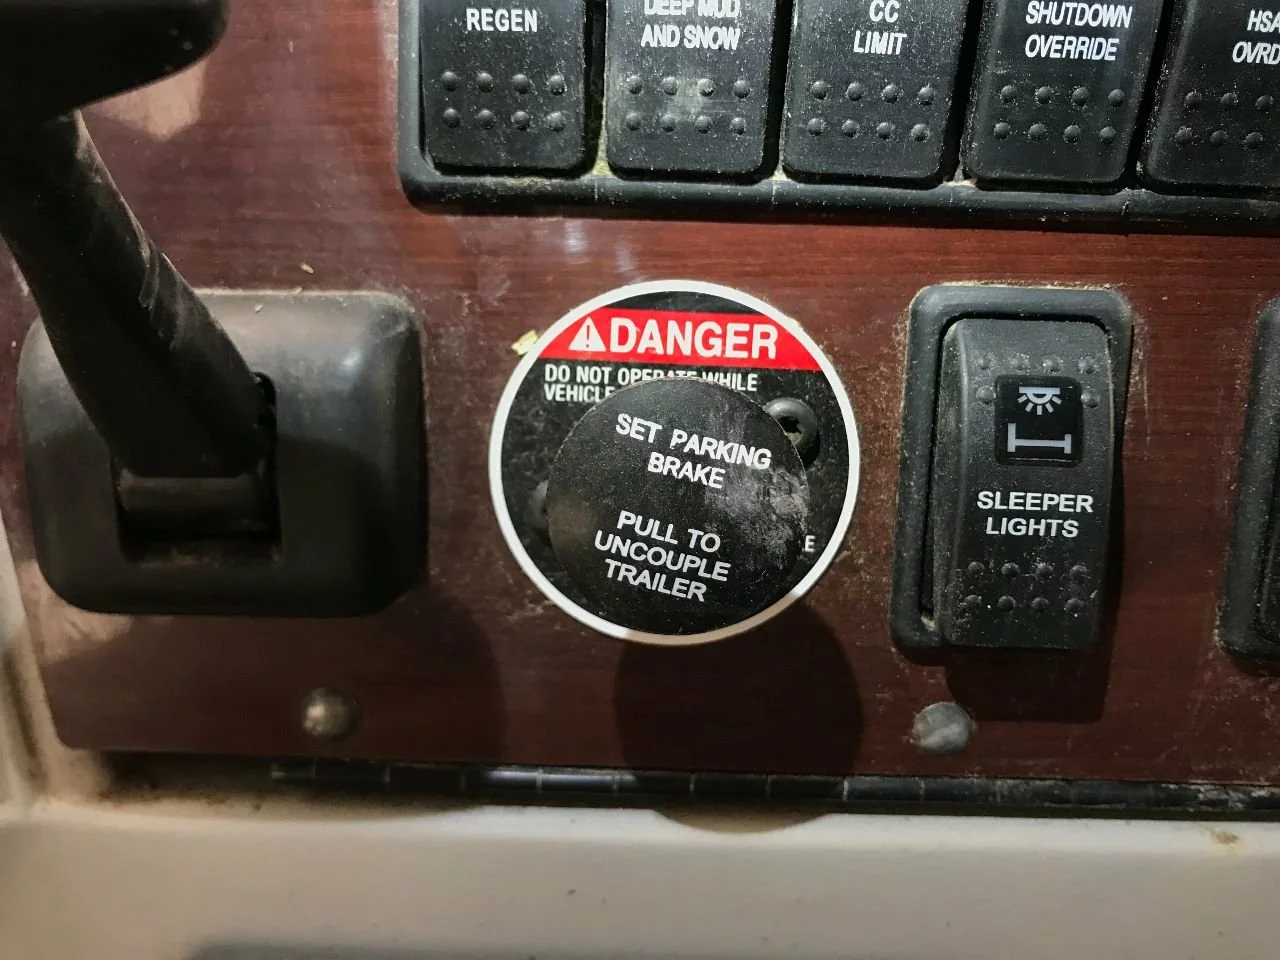 REGEN
DEEP MUD
AND SNOW
CC
LIMIT
SHUTDOWN
OVERRIDE
HSA
OVRD
DANGER
DO NOT OPERATE WHILE
VEHICLE
SET PARKING
BRAKE
PULL TO
UNCOUPLE
TRAILER
E
SLEEPER
LIGHTS